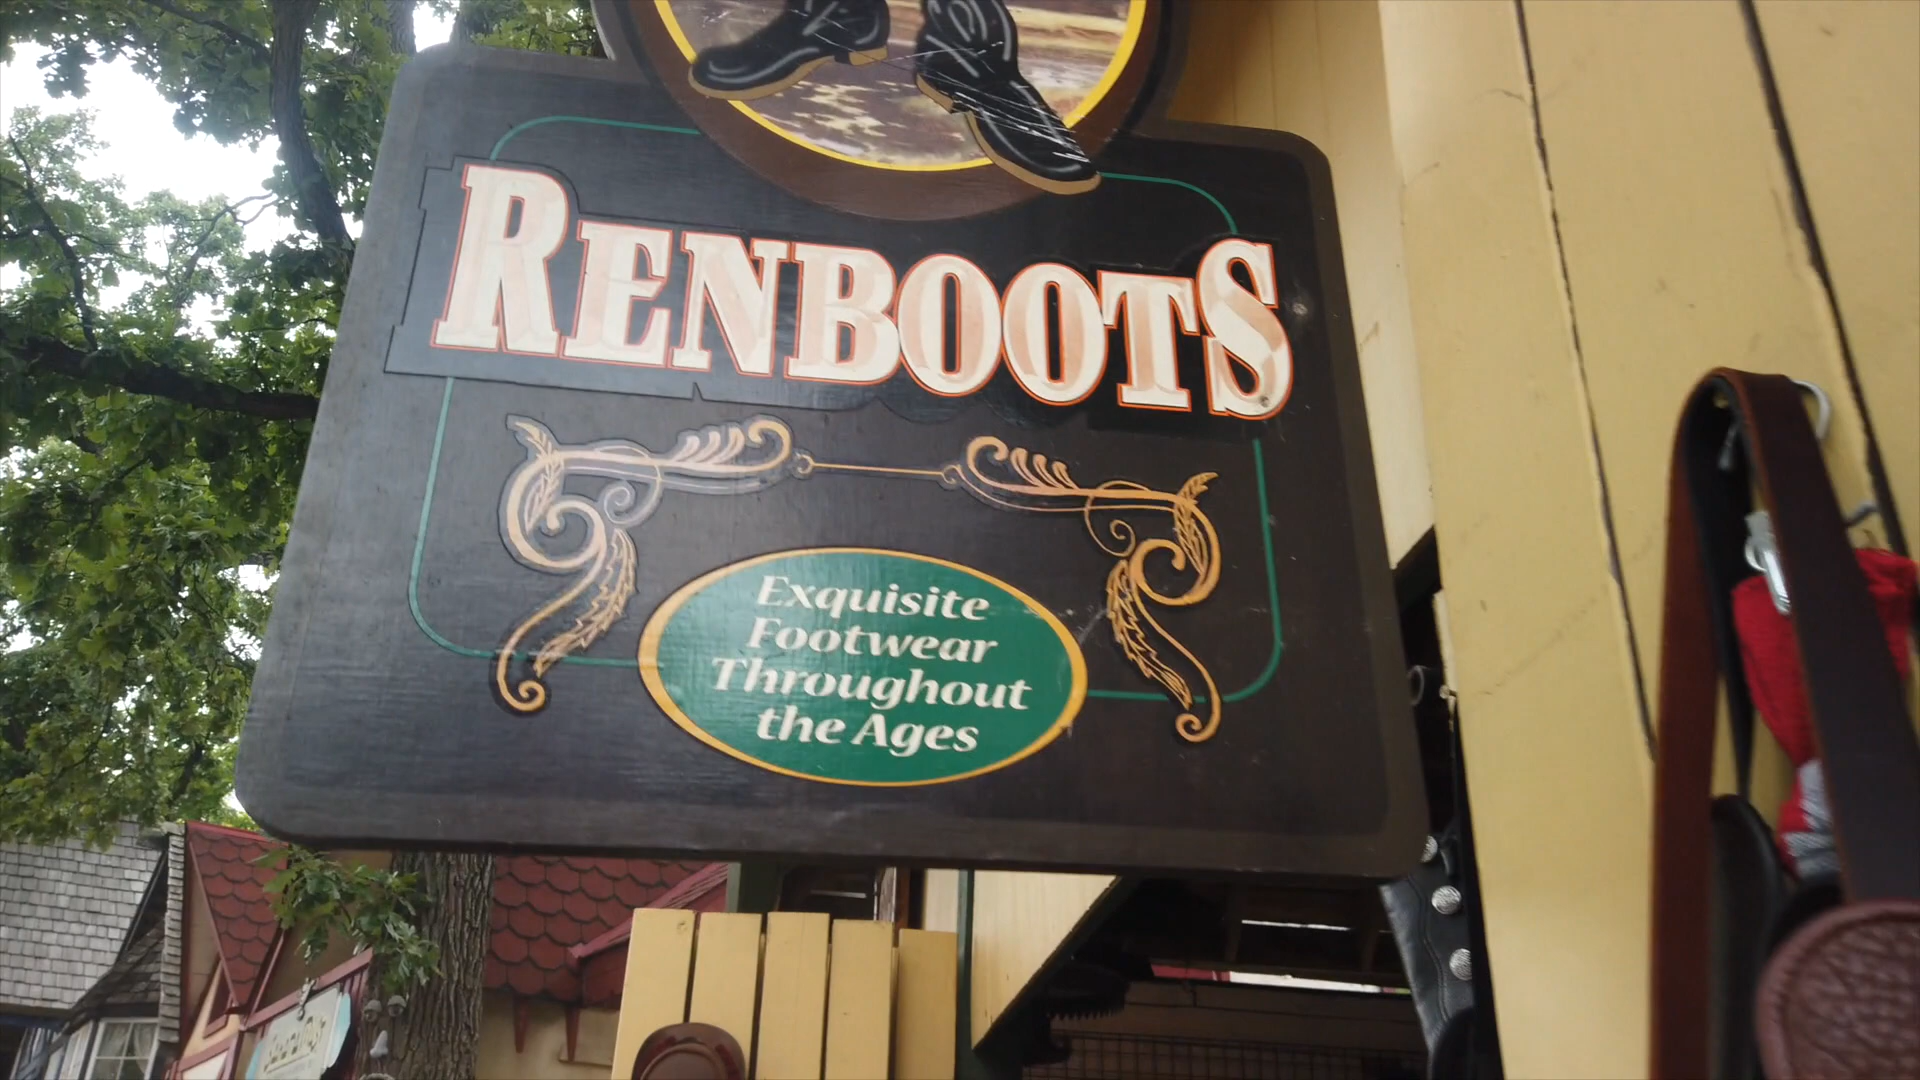 RENBOOTS
Exquisite
Footwear
Throughout
the Ages